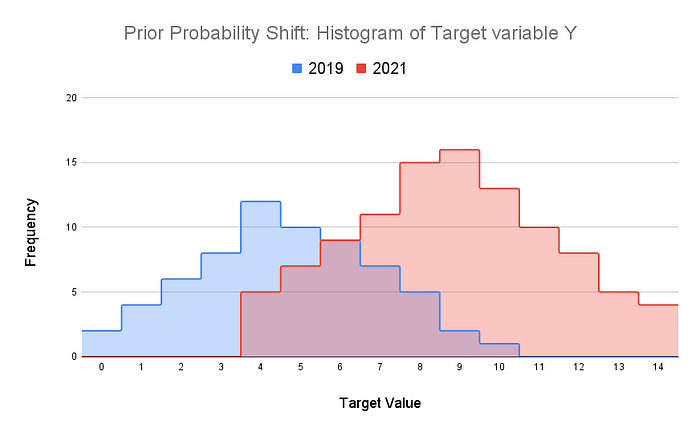 Prior Probability Shift: Histogram of Target variable Y
2019 2021
20
15
10
5
0
Frequency
0 1 2 3 4 5 6 7 8 9 10 11 12 13 14
Target Value